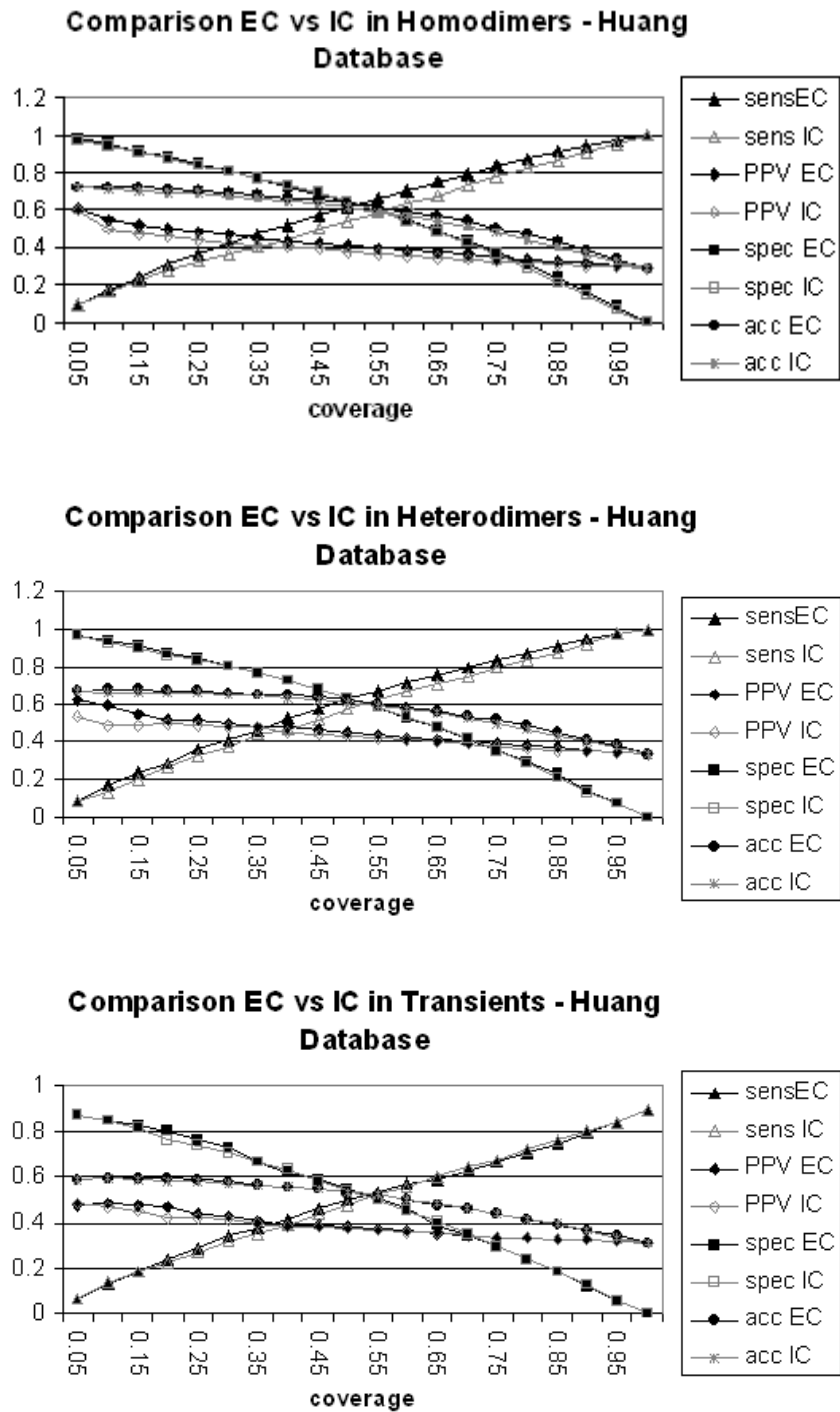 Comparison EC vs IC in Homodimers - Huang
Database
1.2
1
0.8
0.6
0.4
0.2
0
0.05
0.15
0.25
0.35
0.45
0.55
0.65
0.75
0.85
0.95
coverage
sensEC
sens IC
PPV EC
PPV IC
spec EC
spec IC
acc EC
acc IC
Comparison EC vs IC in Heterodimers - Huang
Database
1.2
1
0.8
0.6
0.4
0.2
0
0.05
0.15
0.25
0.35
0.45
0.55
0.65
0.75
0.85
0.95
coverage
sensEC
sens IC
PPV EC
PPV IC
spec EC
spec IC
acc EC
acc IC
Comparison EC vs IC in Transients - Huang
Database
1
0.8
0.6
0.4
0.2
0
0.05
0.15
0.25
0.35
0.45
0.55
0.65
0.75
0.85
0.95
coverage
sensEC
sens IC
PPV EC
PPV IC
spec EC
spec IC
acc EC
acc IC